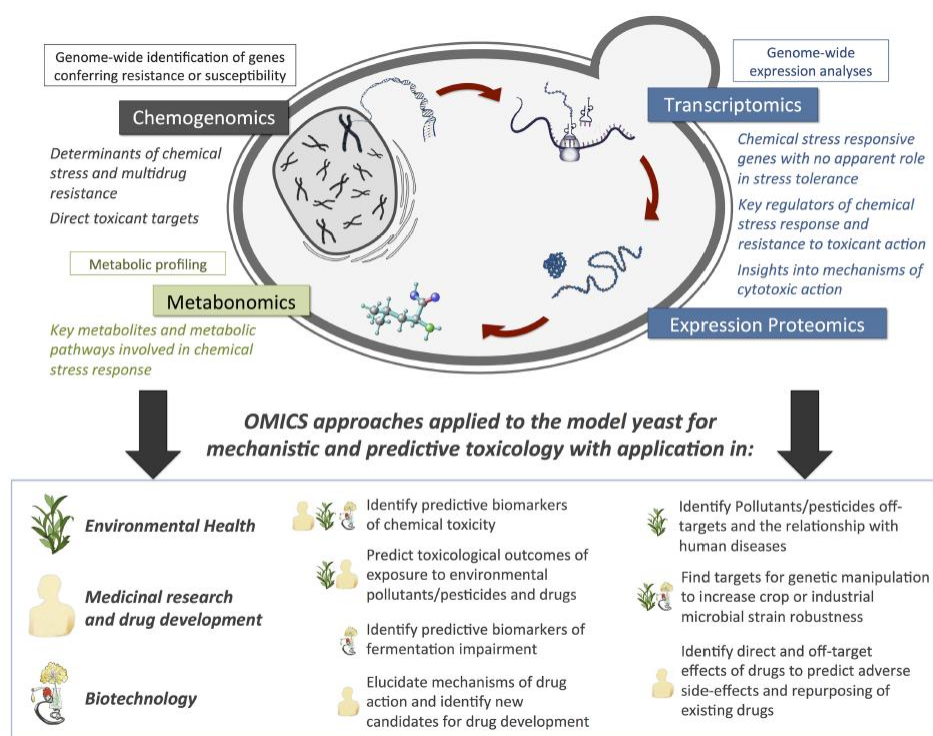 Genome-wide identification of genes
conferring resistance or susceptibility
Chemogenomics
Determinants of chemical
stress and multidrug
resistance
Direct toxicant targets
Metabolic profiling
Metabonomics
Key metabolites and metabolic
pathways involved in chemical
stress response
Genome-wide
expression analyses
Transcriptomics
Chemical stress responsive
genes with no apparent role
in stress tolerance
Key regulators of chemical
stress response and
resistance to toxicant action
Insights into mechanisms of
cytotoxic action
Expression Proteomics
OMICS approaches applied to the model yeast for
mechanistic and predictive toxicology with application in:
Environmental Health
Medicinal research
and drug development
Biotechnology
Identify predictive biomarkers
of chemical toxicity
Predict toxicological outcomes of
exposure to environmental
pollutants/pesticides and drugs
Identify predictive biomarkers of
fermentation impairment
Elucidate mechanisms of drug
action and identify new
candidates for drug development
Identify Pollutants/pesticides off-
targets and the relationship with
human diseases
Find targets for genetic manipulation
to increase crop or industrial
microbial strain robustness
Identify direct and off-target
effects of drugs to predict adverse
side-effects and repurposing of
existing drugs